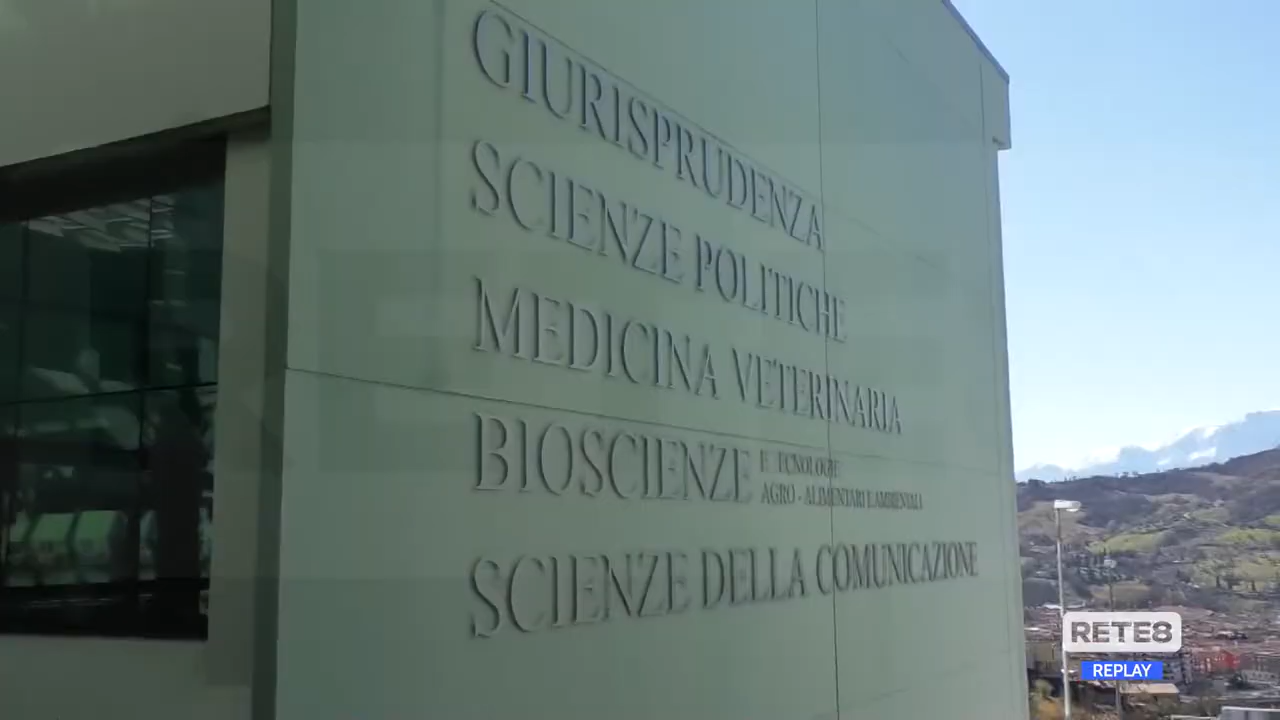 GIURISPRUDENZA
SCIENZE POLITICHE
MEDICINA VETERINARIA
BIOSCIENZE E TECNOLOGIE
AGRO - ALIMENTARI E AMBIENTALI
SCIENZE DELLA COMUNICAZIONE
RETE8
REPLAY